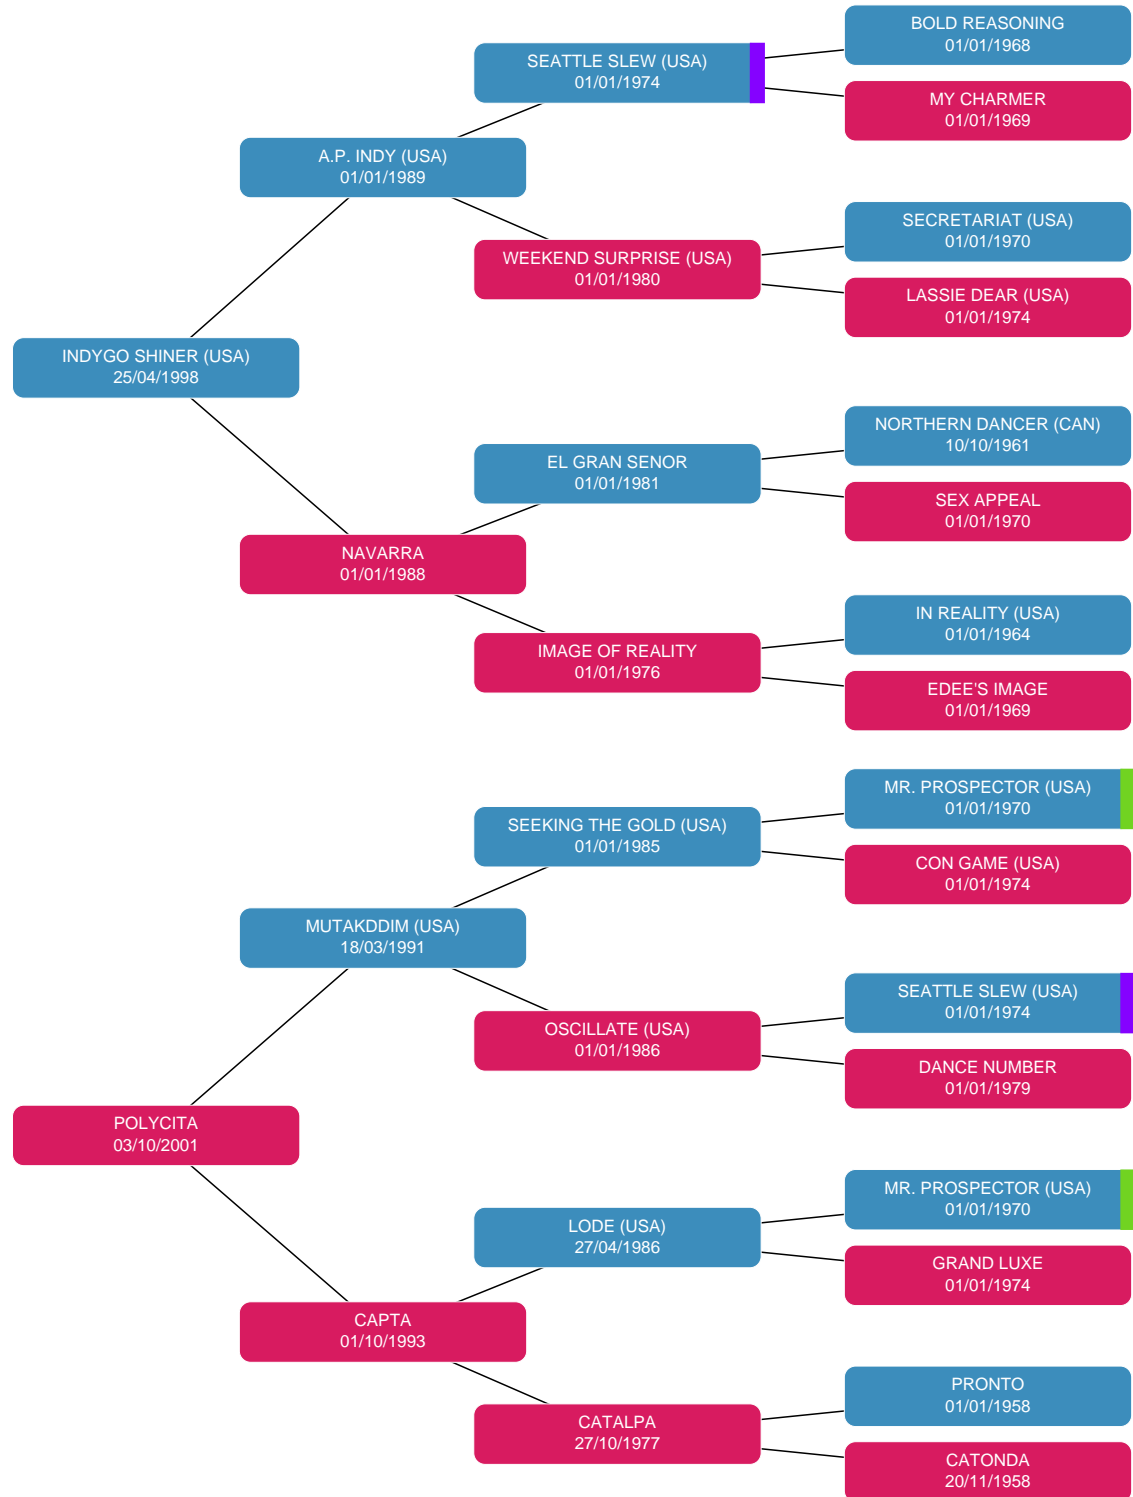 BOLD REASONING
01/01/1968
SEATTLE SLEW (USA)
01/01/1974
MY CHARMER
01/01/1969
A.P. INDY (USA)
01/01/1989
SECRETARIAT (USA)
01/01/1970
WEEKEND SURPRISE (USA)
01/01/1980
LASSIE DEAR (USA)
01/01/1974
INDYGO SHINER (USA)
25/04/1998
NORTHERN DANCER (CAN)
10/10/1961
EL GRAN SENOR
01/01/1981
SEX APPEAL
01/01/1970
NAVARRA
01/01/1988
IN REALITY (USA)
01/01/1964
IMAGE OF REALITY
01/01/1976
EDEE'S IMAGE
01/01/1969
MR. PROSPECTOR (USA)
01/01/1970
SEEKING THE GOLD (USA)
01/01/1985
CON GAME (USA)
01/01/1974
MUTAKDDIM (USA)
18/03/1991
SEATTLE SLEW (USA)
01/01/1974
OSCILLATE (USA)
01/01/1986
DANCE NUMBER
01/01/1979
POLYCITA
03/10/2001
MR. PROSPECTOR (USA)
01/01/1970
LODE (USA)
27/04/1986
GRAND LUXE
01/01/1974
CAPTA
01/10/1993
PRONTO
01/01/1958
CATALPA
27/10/1977
CATONDA
20/11/1958